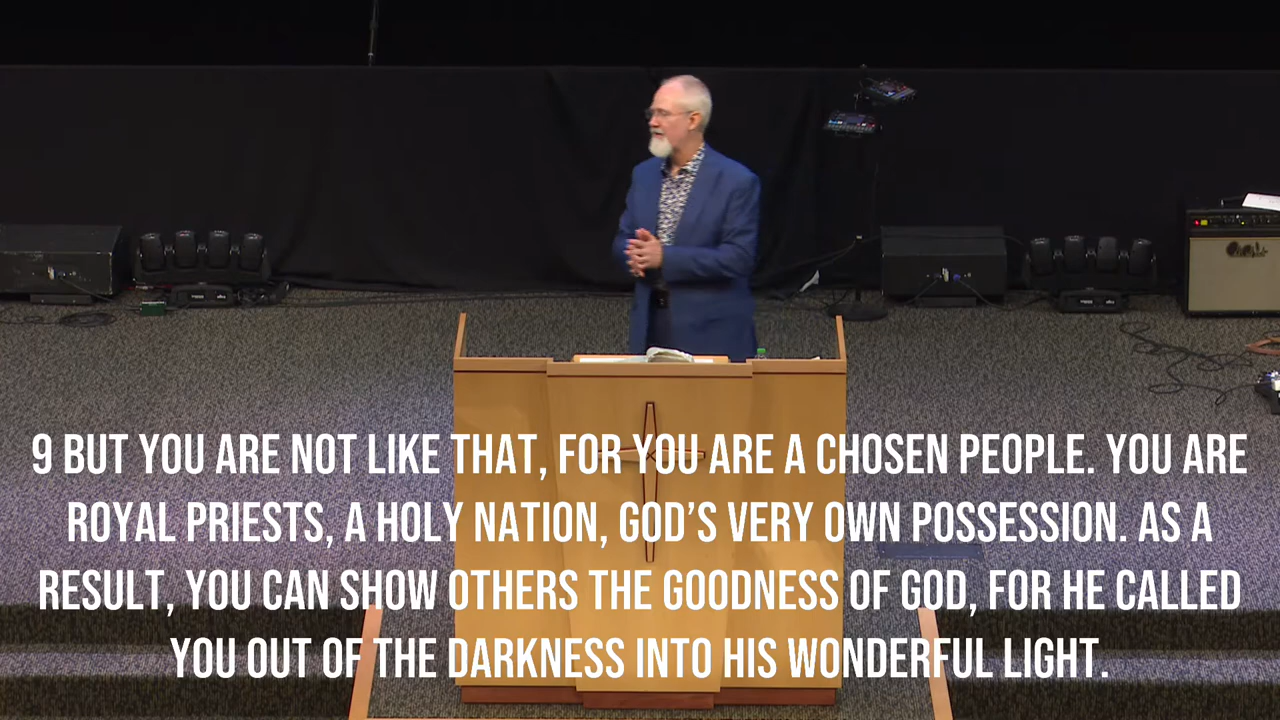 9 BUT YOU ARE NOT LIKE THAT, FOR YOU ARE A CHOSEN PEOPLE. YOU ARE
ROYAL PRIESTS, A HOLY NATION, GOD’S VERY OWN POSSESSION. AS A
RESULT, YOU CAN SHOW OTHERS THE GOODNESS OF GOD, FOR HE CALLED
YOU OUT OF THE DARKNESS INTO HIS WONDERFUL LIGHT.